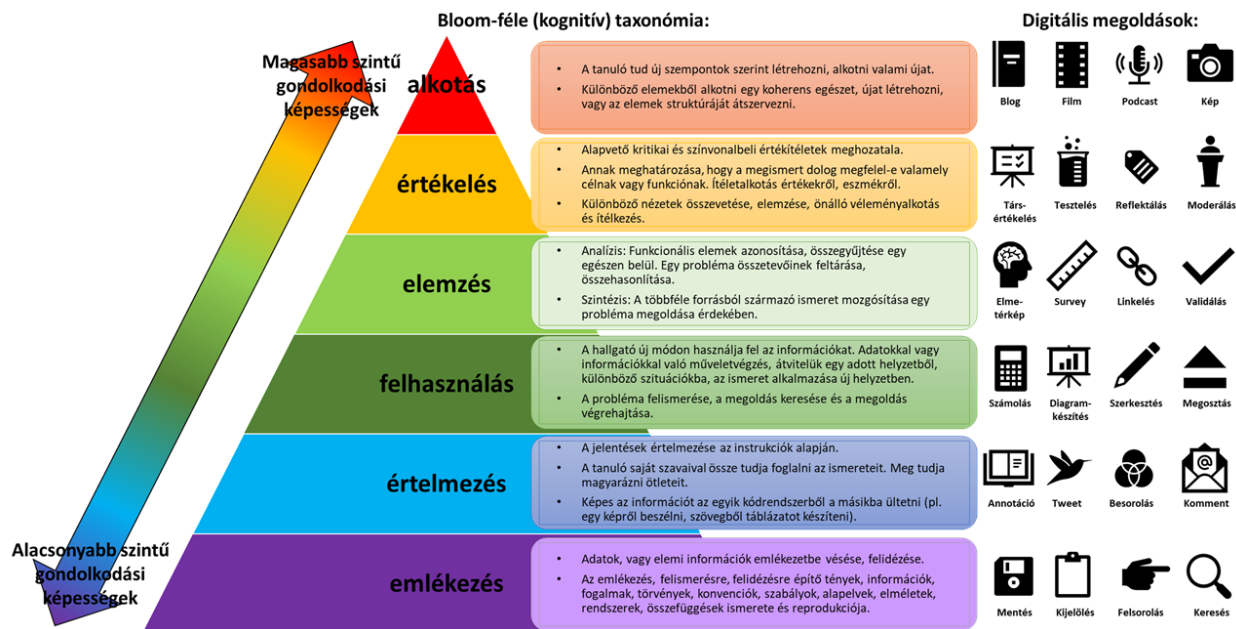 Bloom-féle (kognitív) taxonómia:
Digitális megoldások:
Magasabb szintű
gondolkodási
képességek
alkotás
• A tanuló tud új szempontok szerint létrehozni, alkotni valami újat.
• Különböző elemekből alkotni egy koherens egészet, újat létrehozni,
vagy az elemek struktúráját átszervezni.
Blog
Film
Podcast
Kép
értékelés
• Alapvető kritikai és színvonalbeli értékítéletek meghozatala.
• Annak meghatározása, hogy a megismert dolog megfelel-e valamely
célnak vagy funkciónak. Ítéletalkotás értékekről, eszmékről.
• Különböző nézetek összevetése, elemzése, önálló véleményalkotás
és ítélkezés.
Társ-
értékelés
Tesztelés
Reflektálás
Moderálás
elemzés
• Analízis: Funkcionális elemek azonosítása, összegyűjtése egy
egészen belül. Egy probléma összetevőinek feltárása,
összehasonlítása.
• Szintézis: A többféle forrásból származó ismeret mozgósítása egy
probléma megoldása érdekében.
Elme-
térkép
Survey
Linkelés
Validálás
felhasználás
• A hallgató új módon használja fel az információkat. Adatokkal vagy
információkkal való műveletvégzés, átvitelük egy adott helyzetből,
különböző szituációkba, az ismeret alkalmazása új helyzetben.
• A probléma felismerése, a megoldás keresése és a megoldás
végrehajtása.
Számolás
Diagram-
készítés
Szerkesztés
Megosztás
értelmezés
• A jelentések értelmezése az instrukciók alapján.
• A tanuló saját szavaival össze tudja foglalni az ismereteit. Meg tudja
magyarázni ötleteit.
• Képes az információt az egyik kódrendszerből a másikba ültetni (pl.
egy képről beszélni, szövegből táblázatot készíteni).
Annotáció
Tweet
Besorolás
Komment
Alacsonyabb szintű
gondolkodási
képességek
emlékezés
• Adatok, vagy elemi információk emlékezetbe vésése, felidézése.
• Az emlékezés, felismerésre, felidézésre építő tények, információk,
fogalmak, törvények, konvenciók, szabályok, alapelvek, elméletek,
rendszerek, összefüggések ismerete és reprodukciója.
Mentés
Kijelölés
Felsorolás
Keresés